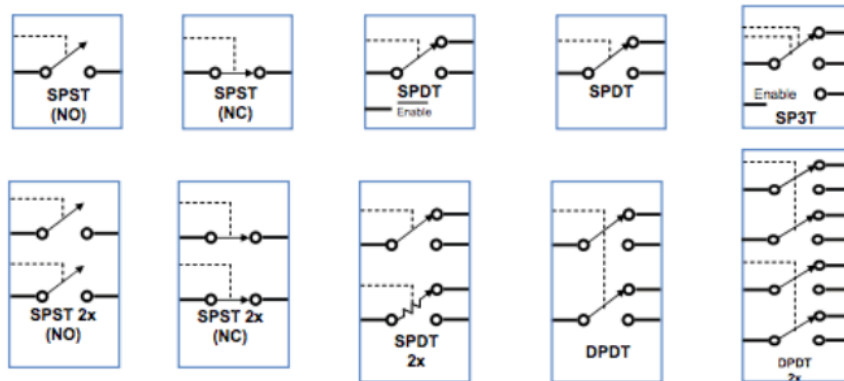 SPST
(NO)
SPST
(NC)
SPDT
Enable
SPDT
Enable
SP3T
SPST 2x
(NO)
SPST 2x
(NC)
SPDT
2x
DPDT
DPDT
2x